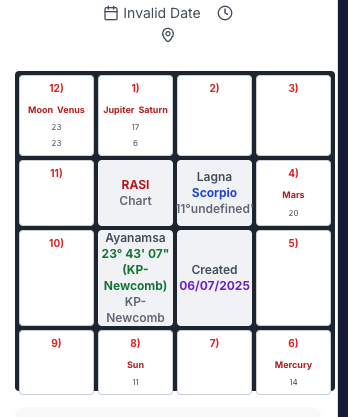 Invalid Date
12)
Moon Venus
23
23
1)
Jupiter Saturn
17
6
2)
3)
11)
RASI
Chart
Lagna
Scorpio
11°undefined'
4)
Mars
20
10)
Ayanamsa
23° 43' 07"
(KP-
Newcomb)
KP-
Newcomb
Created
06/07/2025
5)
9)
8)
Sun
11
7)
6)
Mercury
14